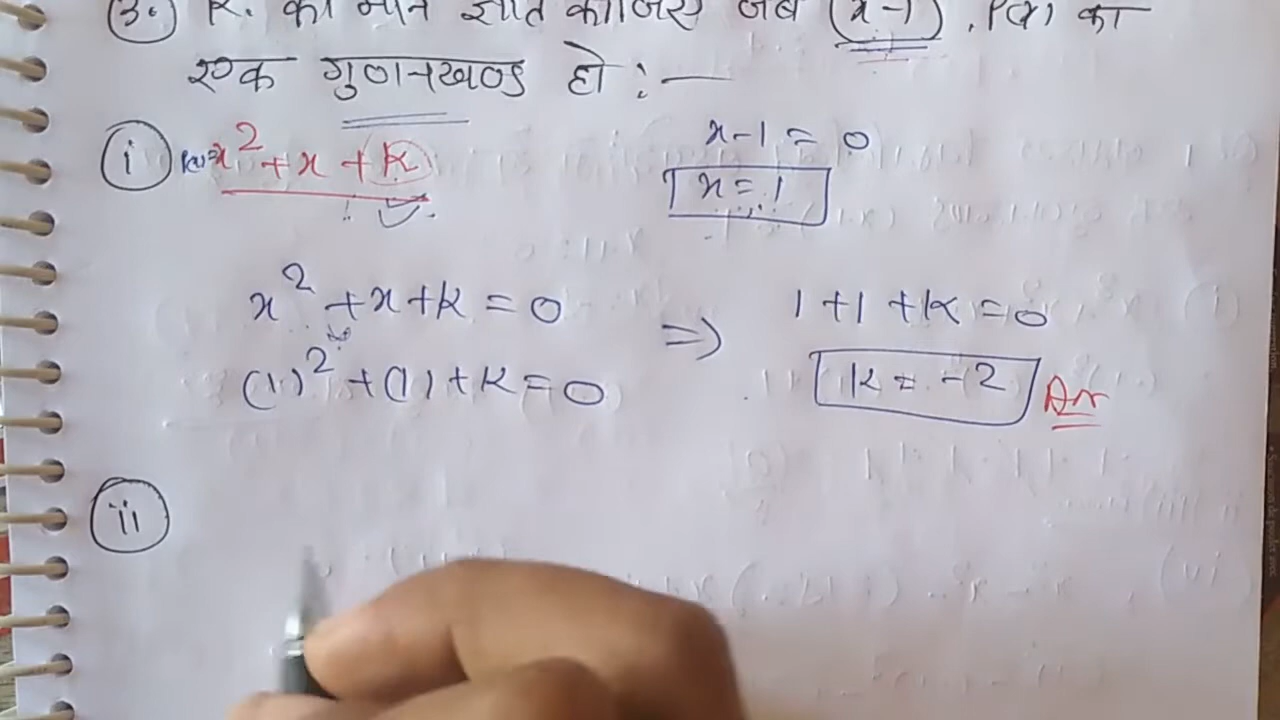 3. K. का मान ज्ञात कीजिए जब (x-1), P(x) का
एक गुणनखण्ड हो :—
(i) P(x)=x²+x+k
x-1=0
x=1
x²+x+k=0
(1)²+(1)+k=0
⇒ 1+1+k=0
k=-2 Ans
(ii)